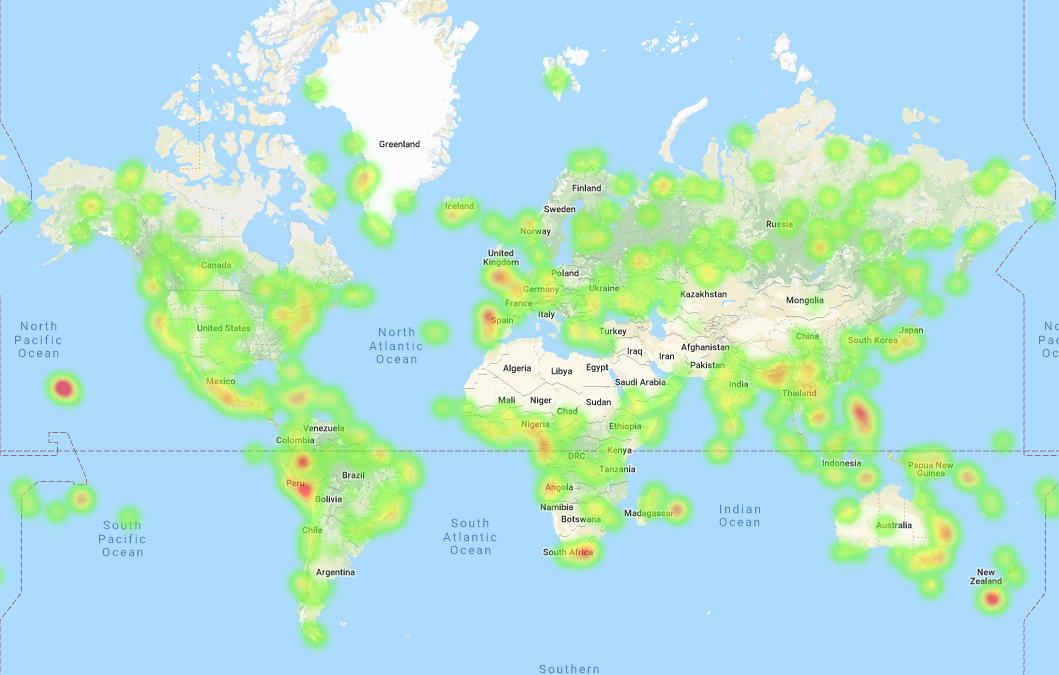 Greenland
Iceland
Finland
Sweden
Norway
Russia
United
Kingdom
Canada
Poland
Germany
Ukraine
Kazakhstan
France
Mongolia
North
Pacific
Ocean
United States
North
Atlantic
Ocean
Spain
Italy
Turkey
China
South Korea
Japan
No
Pac
Oc
Afghanistan
Iraq
Iran
Pakistan
Algeria
Libya
Egypt
Saudi Arabia
Mexico
India
Thailand
Mali
Niger
Chad
Sudan
Venezuela
Nigeria
Ethiopia
Colombia
DRC
Kenya
Indonesia
Papua New
Guinea
Tanzania
Brazil
Peru
Bolivia
Angola
Namibia
Botswana
Madagascar
Indian
Ocean
Australia
South
Pacific
Ocean
Chile
South
Atlantic
Ocean
South Africa
Argentina
New
Zealand
Southern